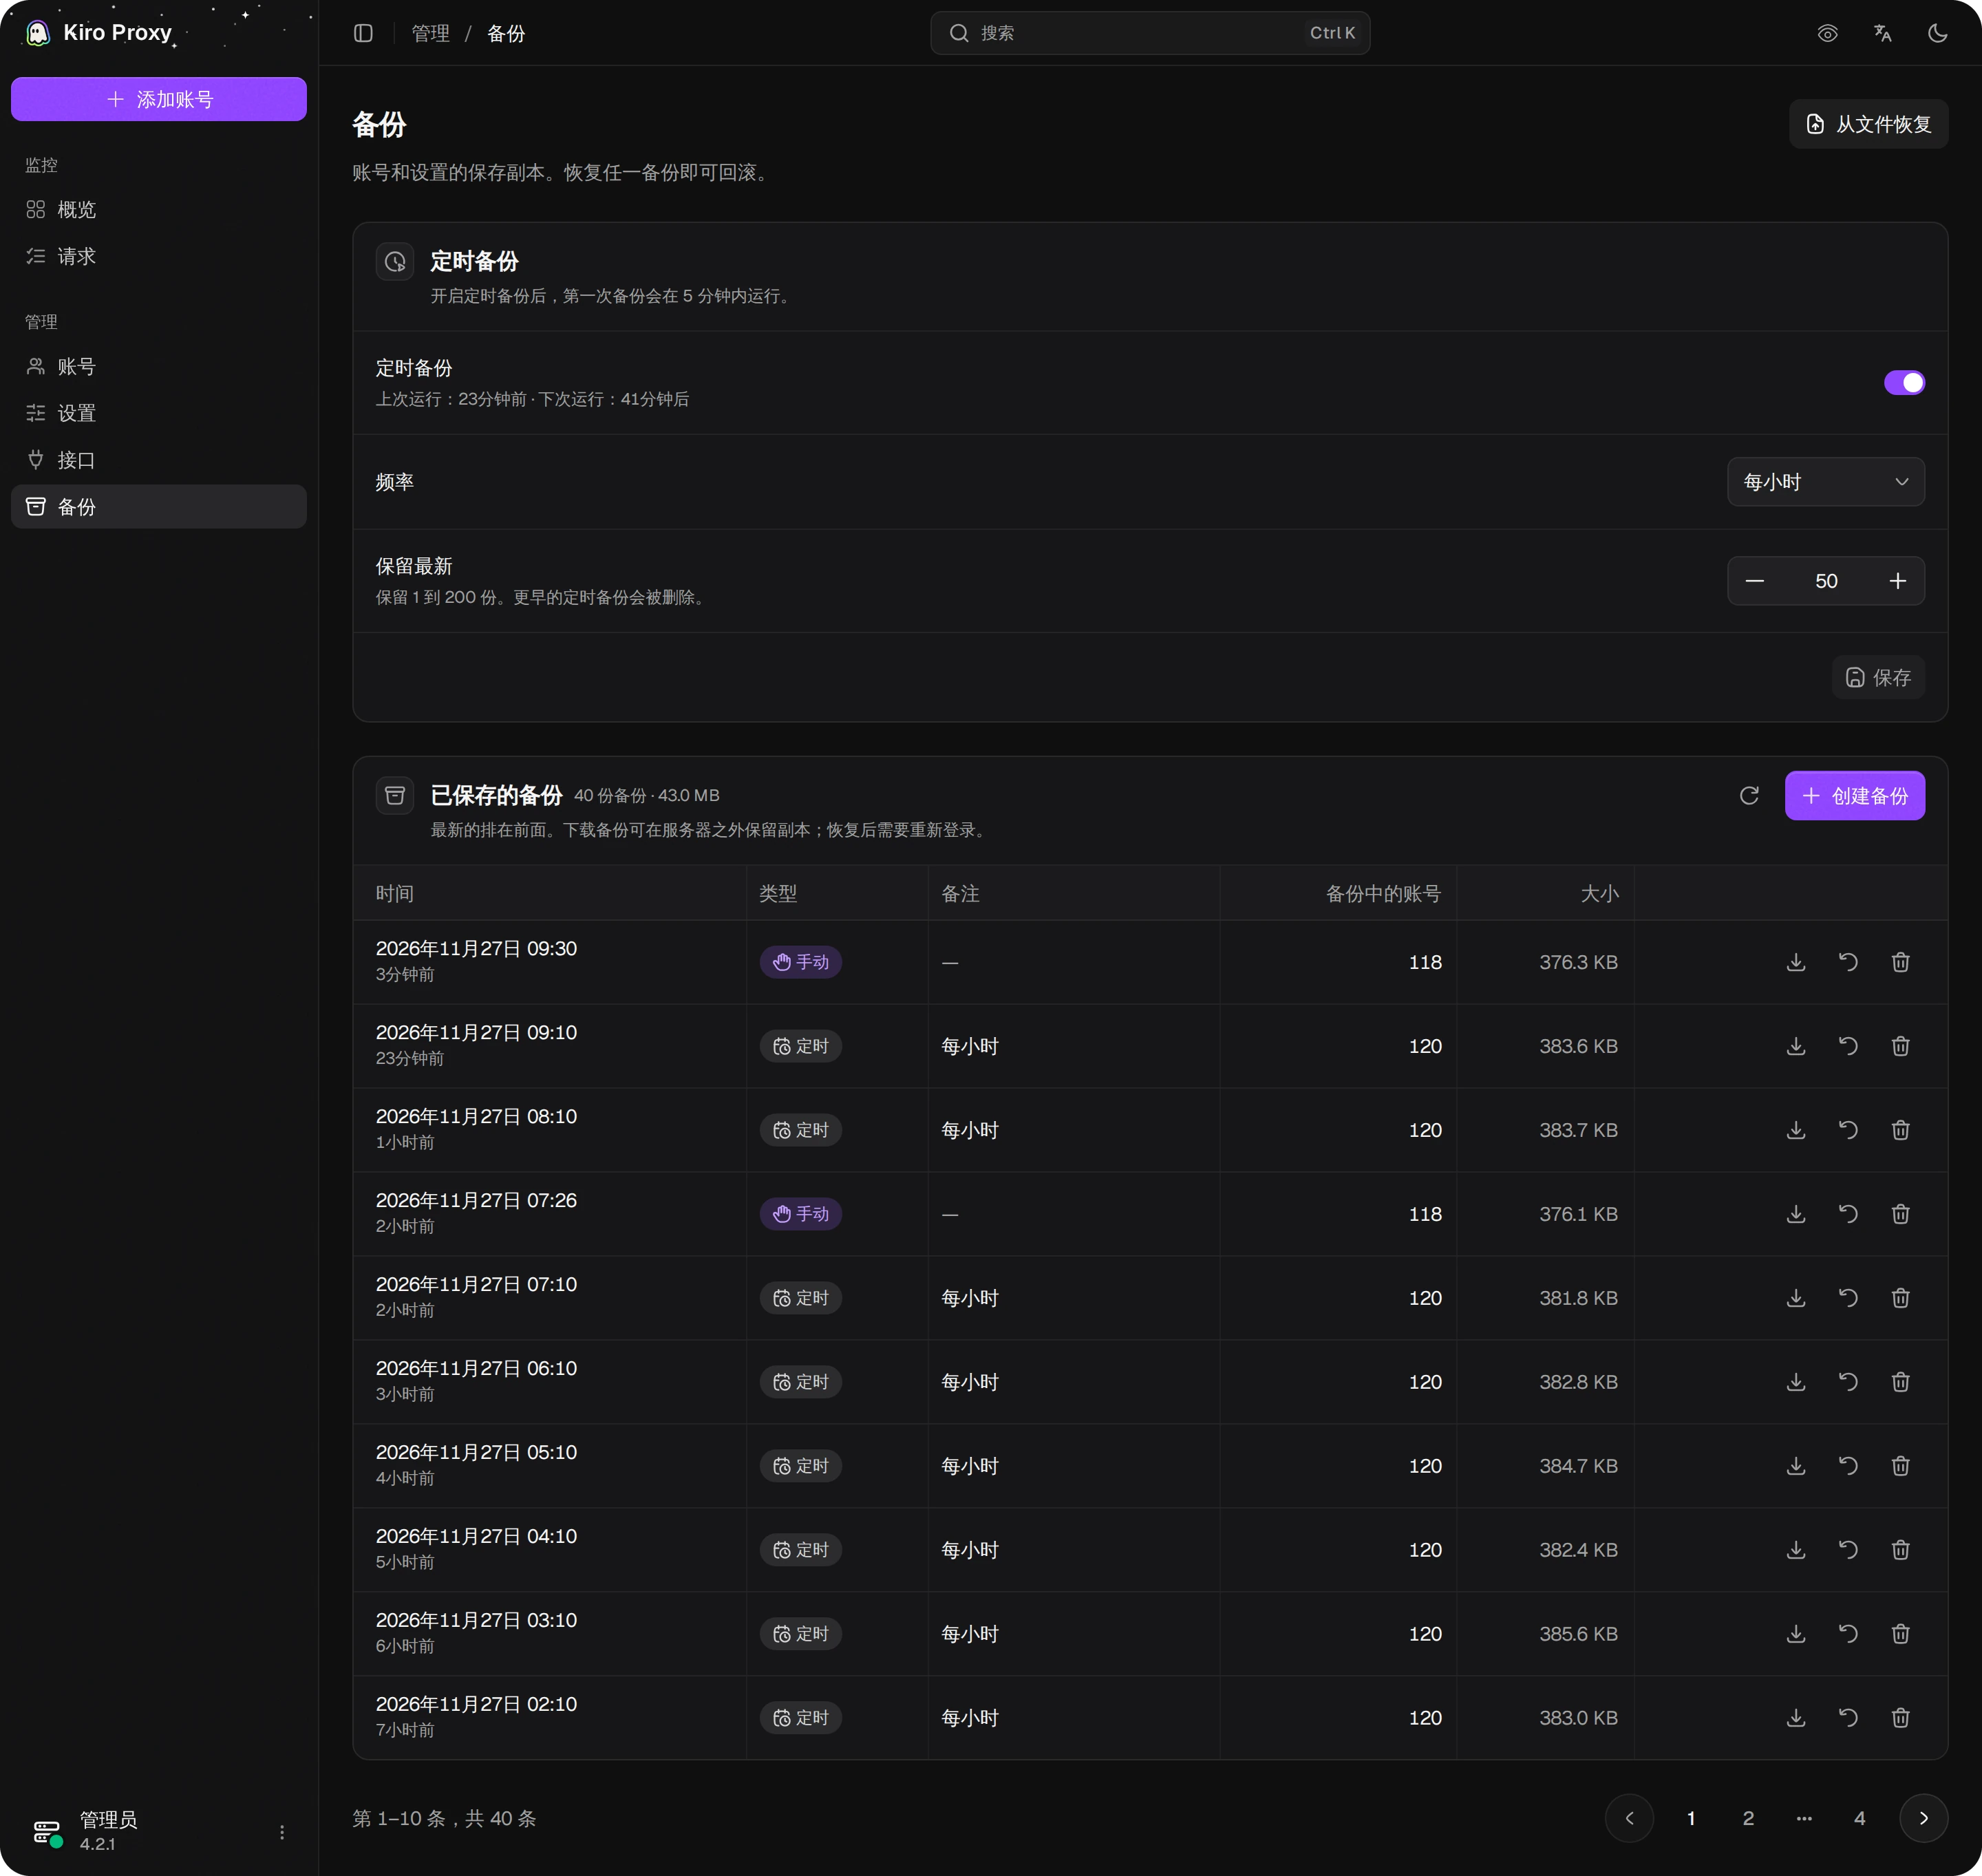 Kiro Proxy
管理 / 备份
搜索
Ctrl K
添加账号
监控
概览
请求
管理
账号
设置
接口
备份
管理员
4.2.1
备份
从文件恢复
账号和设置的保存副本。恢复任一备份即可回滚。
定时备份
开启定时备份后，第一次备份会在 5 分钟内运行。
定时备份
上次运行：23分钟前 · 下次运行：41分钟后
频率
每小时
保留最新
保留 1 到 200 份。更早的定时备份会被删除。
50
保存
已保存的备份 40 份备份 · 43.0 MB
创建备份
最新的排在前面。下载备份可在服务器之外保留副本；恢复后需要重新登录。
时间 类型 备注 备份中的账号 大小
2026年11月27日 09:30
3分钟前
手动 — 118 376.3 KB
2026年11月27日 09:10
23分钟前
定时 每小时 120 383.6 KB
2026年11月27日 08:10
1小时前
定时 每小时 120 383.7 KB
2026年11月27日 07:26
2小时前
手动 — 118 376.1 KB
2026年11月27日 07:10
2小时前
定时 每小时 120 381.8 KB
2026年11月27日 06:10
3小时前
定时 每小时 120 382.8 KB
2026年11月27日 05:10
4小时前
定时 每小时 120 384.7 KB
2026年11月27日 04:10
5小时前
定时 每小时 120 382.4 KB
2026年11月27日 03:10
6小时前
定时 每小时 120 385.6 KB
2026年11月27日 02:10
7小时前
定时 每小时 120 383.0 KB
第 1–10 条，共 40 条
1 2 ··· 4